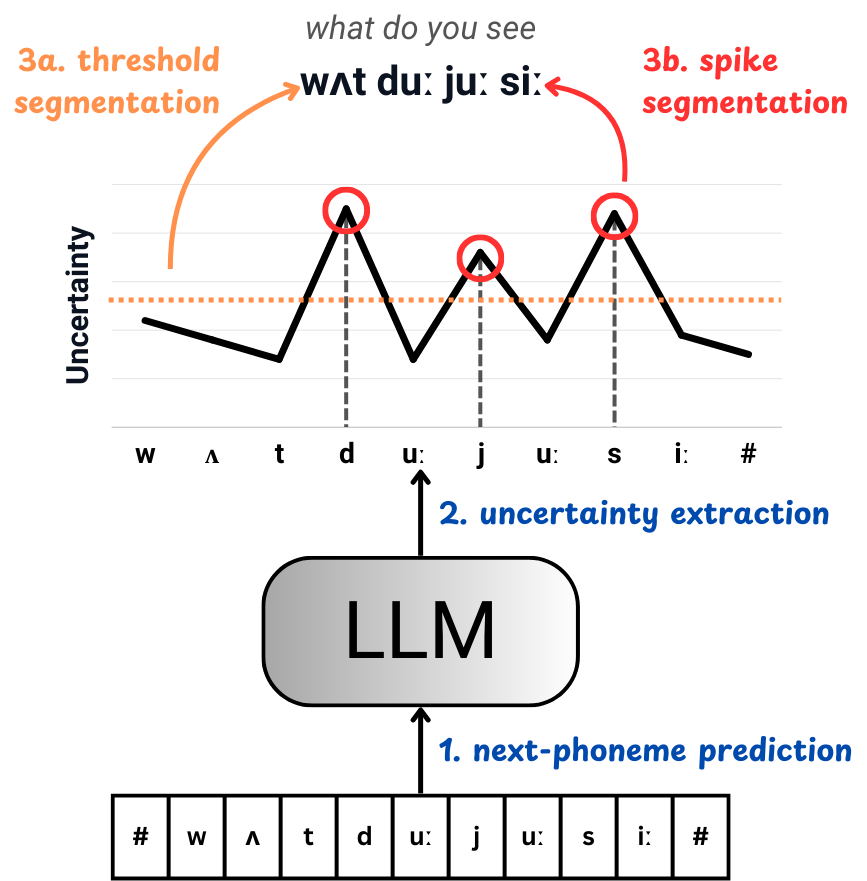 what do you see
3a. threshold
segmentation
wʌt duː juː siː
3b. spike
segmentation
Uncertainty
w ʌ t d uː j uː s iː #
2. uncertainty extraction
LLM
1. next-phoneme prediction
# w ʌ t d uː j uː s iː #